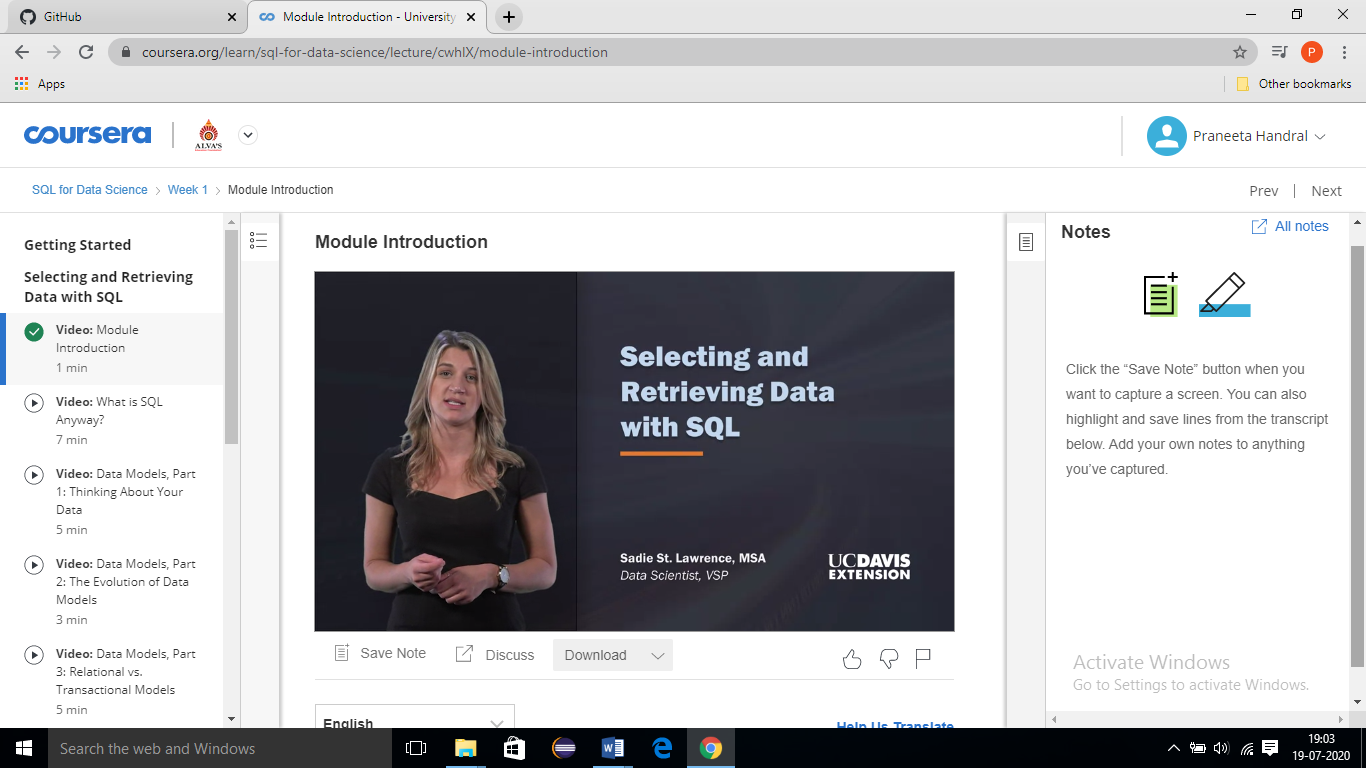 GitHub
Module Introduction - University
coursera.org/learn/sql-for-data-science/lecture/cwhlX/module-introduction
P
Apps
Other bookmarks
coursera
ALVA'S
Praneeta Handral
SQL for Data Science
Week 1
Module Introduction
Prev
Next
Getting Started
Selecting and Retrieving
Data with SQL
Video: Module
Introduction
1 min
Video: What is SQL
Anyway?
7 min
Video: Data Models, Part
1: Thinking About Your
Data
5 min
Video: Data Models, Part
2: The Evolution of Data
Models
3 min
Video: Data Models, Part
3: Relational vs.
Transactional Models
5 min
Module Introduction
Selecting and
Retrieving Data
with SQL
Sadie St. Lawrence, MSA
Data Scientist, VSP
UCDAVIS
EXTENSION
Save Note
Discuss
Download
English
Help Us Translate
Notes
All notes
Click the “Save Note” button when you
want to capture a screen. You can also
highlight and save lines from the transcript
below. Add your own notes to anything
you’ve captured.
Activate Windows
Go to Settings to activate Windows.
Search the web and Windows
19:03
19-07-2020